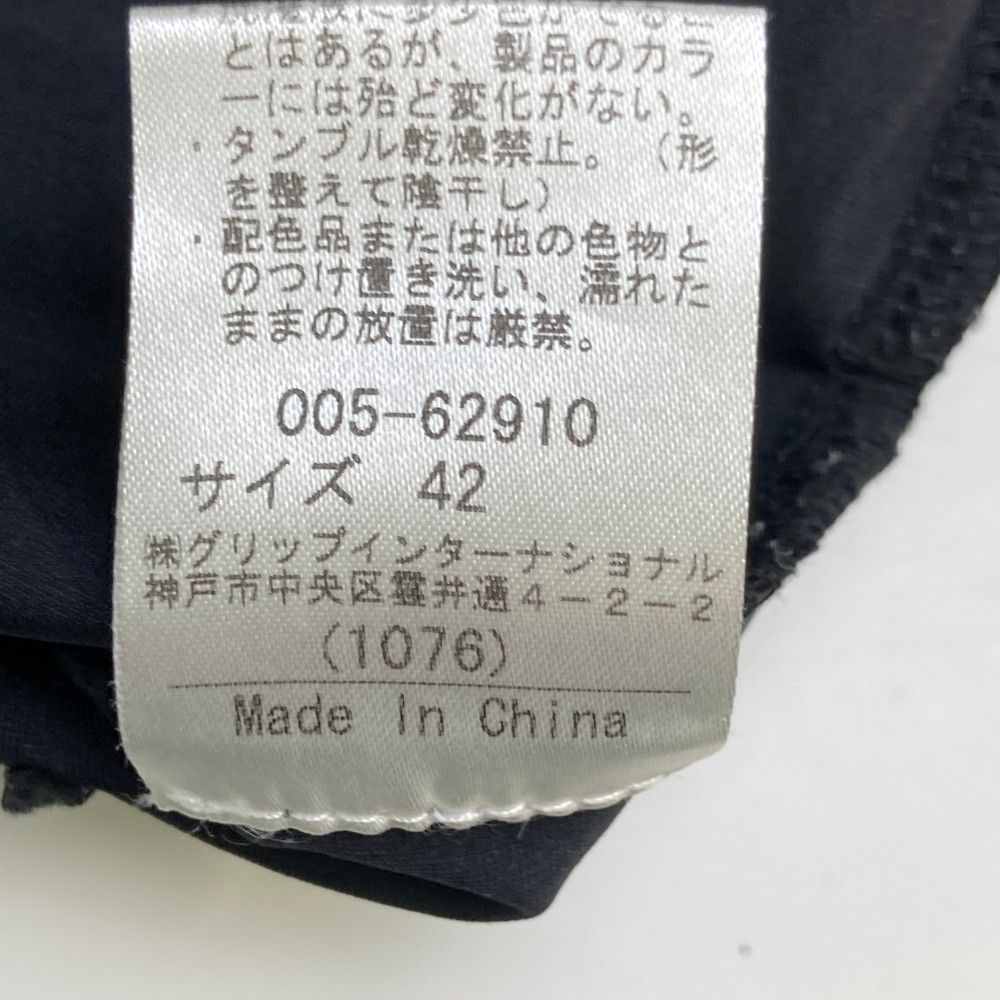 とはあるが、製品のカラ
ーには殆ど変化がない。
・タンブル乾燥禁止。（形
を整えて陰干し）
・配色品または他の色物と
のつけ置き洗い、濡れた
ままの放置は厳禁。
005-62910
サイズ 42
㈱グリップインターナショナル
神戸市中央区雲井通４－２－２
(1076)
Made In China